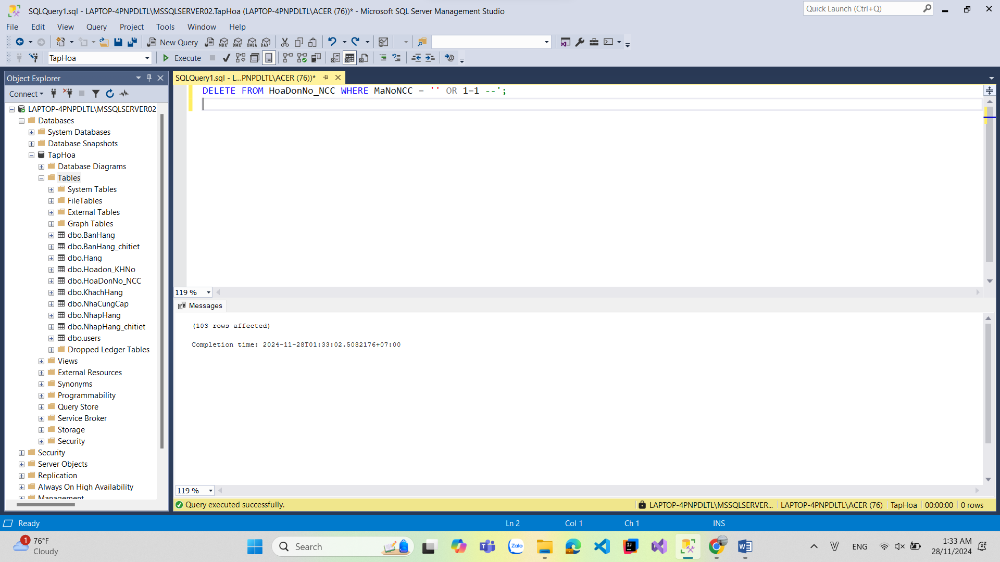 SQLQuery1.sql - LAPTOP-4PNPDLTL\MSSQLSERVER02.TapHoa (LAPTOP-4PNPDLTL\ACER (76))* - Microsoft SQL Server Management Studio
Quick Launch (Ctrl+Q)
File Edit View Query Project Tools Window Help
New Query MDX DMX XMLA DAX
TapHoa Execute
Object Explorer
Connect
LAPTOP-4PNPDLTL\MSSQLSERVER02
Databases
System Databases
Database Snapshots
TapHoa
Database Diagrams
Tables
System Tables
FileTables
External Tables
Graph Tables
dbo.BanHang
dbo.BanHang_chitiet
dbo.Hang
dbo.Hoadon_KHNo
dbo.HoaDonNo_NCC
dbo.KhachHang
dbo.NhaCungCap
dbo.NhapHang
dbo.NhapHang_chitiet
dbo.users
Dropped Ledger Tables
Views
External Resources
Synonyms
Programmability
Query Store
Service Broker
Storage
Security
Security
Server Objects
Replication
Always On High Availability
Management
SQLQuery1.sql - L...PNPDLTL\ACER (76))*
DELETE FROM HoaDonNo_NCC WHERE MaNoNCC = '' OR 1=1 --';
119 %
Messages
(103 rows affected)
Completion time: 2024-11-28T01:33:02.5082176+07:00
119 %
Query executed successfully. LAPTOP-4PNPDLTL\MSSQLSERVER... LAPTOP-4PNPDLTL\ACER (76) TapHoa 00:00:00 0 rows
Ready Ln 2 Col 1 Ch 1 INS
1
76°F
Cloudy
Search
Zalo
ENG
1:33 AM
28/11/2024